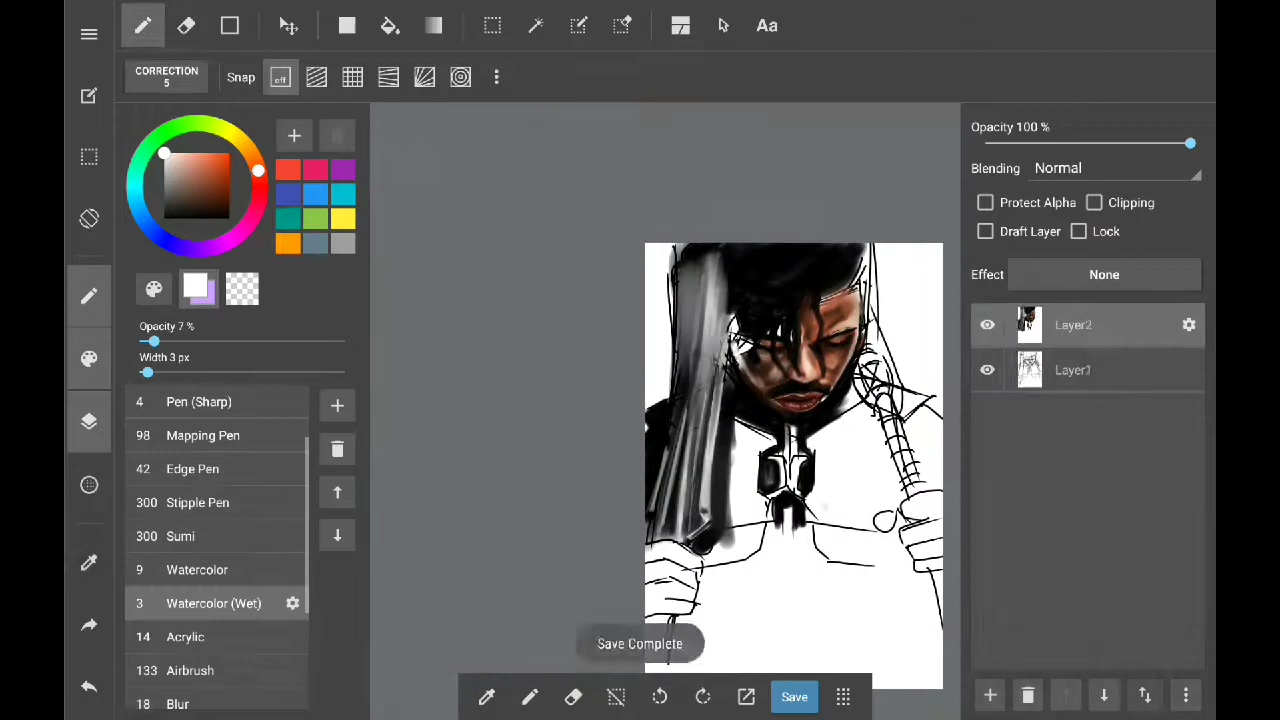 Aa
CORRECTION
5
Snap
off
Opacity 7 %
Width 3 px
4 Pen (Sharp)
98 Mapping Pen
42 Edge Pen
300 Stipple Pen
300 Sumi
9 Watercolor
3 Watercolor (Wet)
14 Acrylic
133 Airbrush
18 Blur
Save Complete
Save
Opacity 100 %
Blending Normal
Protect Alpha Clipping
Draft Layer Lock
Effect None
Layer2
Layer1